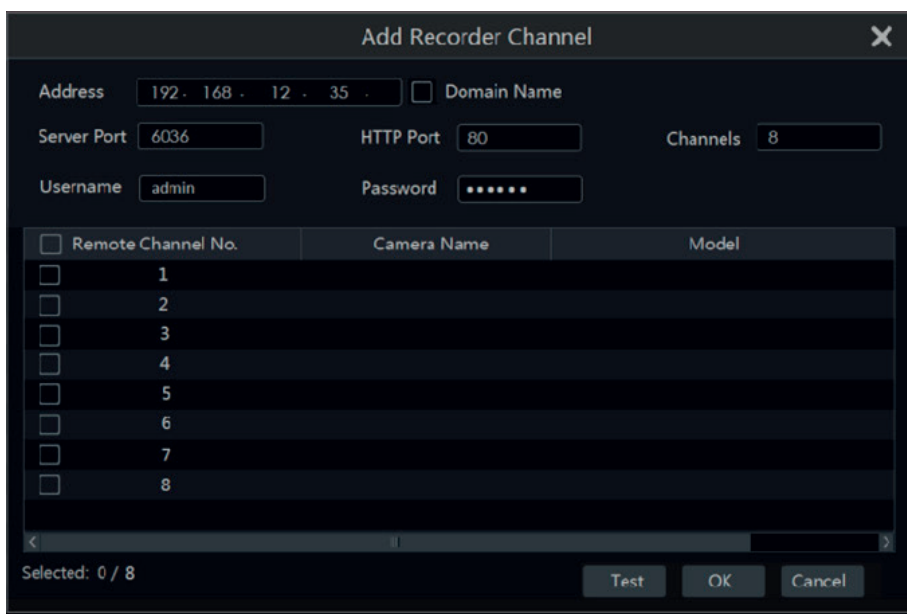 Add Recorder Channel
Address 192. 168. 12. 35. Domain Name
Server Port 6036 HTTP Port 80 Channels 8
Username admin Password ••••••
Remote Channel No. Camera Name Model
1
2
3
4
5
6
7
8
Selected: 0 / 8
Test OK Cancel